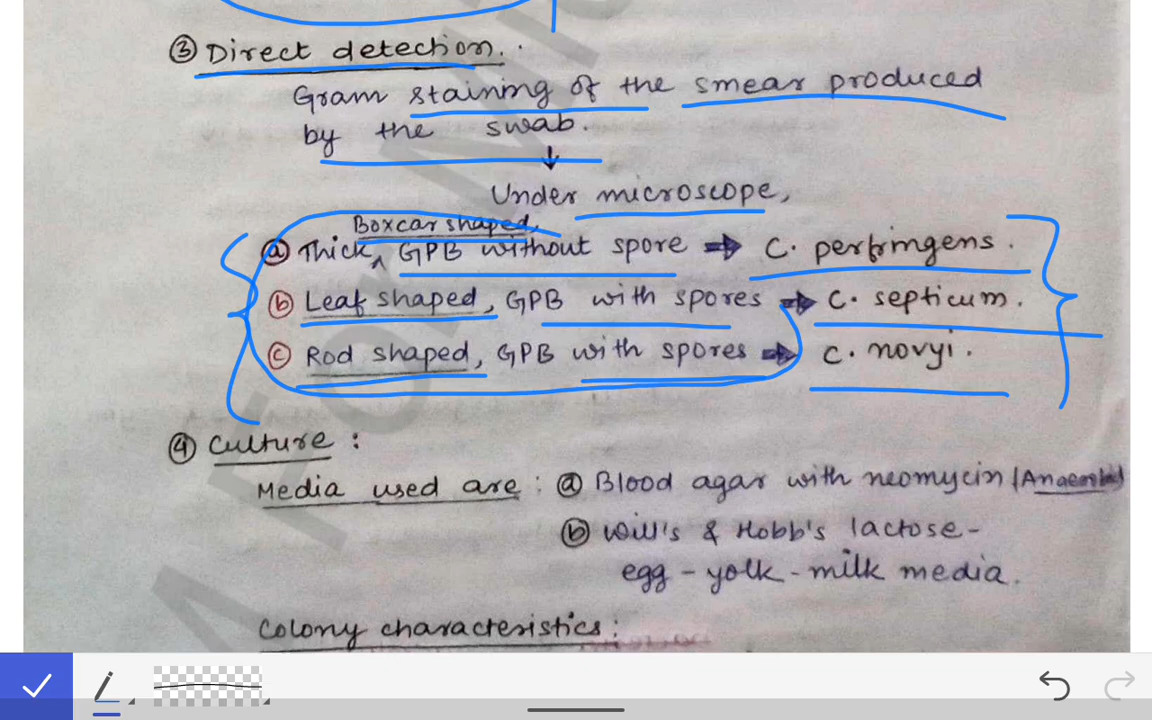 ③ Direct detection.
Gram staining of the smear produced
by the swab.
↓
Under microscope,
Boxcar shaped,
ⓐ Thick ^ GPB without spore ⇒ C. perfringens.
ⓑ Leaf shaped, GPB with spores ⇒ C. septicum.
ⓒ Rod shaped, GPB with spores ⇒ C. novyi.
④ Culture :
Media used are : ⓐ Blood agar with neomycin
ⓑ Will's & Hobb's lactose-
egg-yolk-milk media.
Colony characteristics :